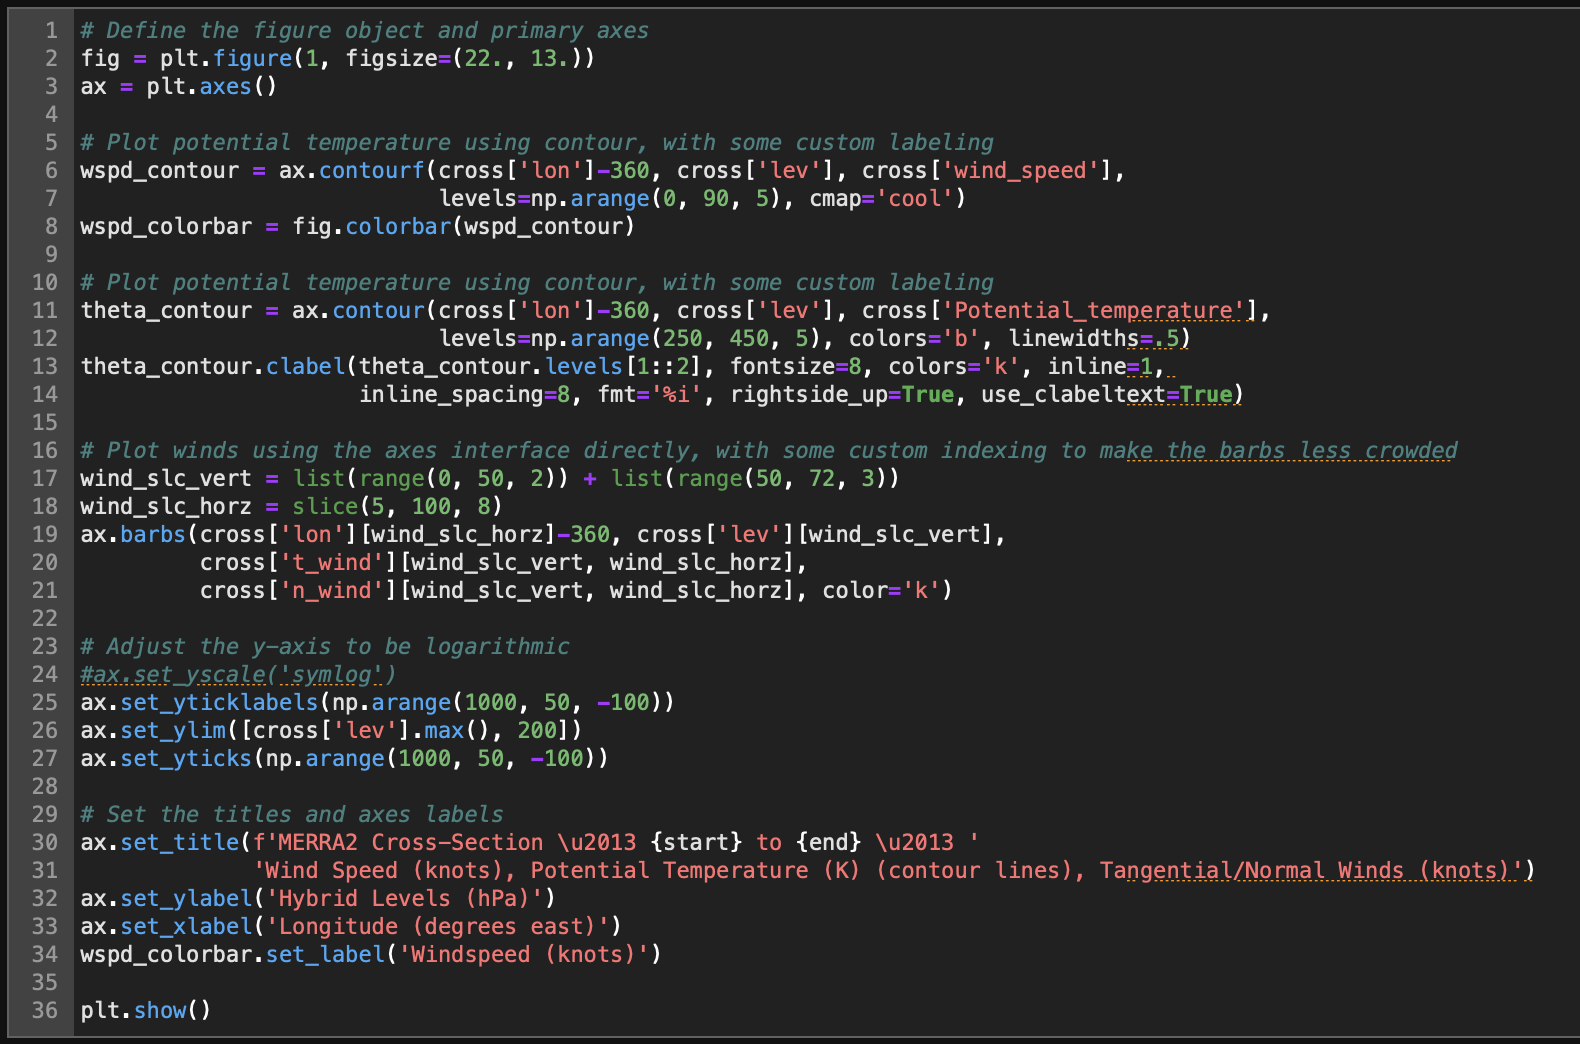 1 # Define the figure object and primary axes
2 fig = plt.figure(1, figsize=(22., 13.))
3 ax = plt.axes()
4
5 # Plot potential temperature using contour, with some custom labeling
6 wspd_contour = ax.contourf(cross['lon']-360, cross['lev'], cross['wind_speed'],
7                            levels=np.arange(0, 90, 5), cmap='cool')
8 wspd_colorbar = fig.colorbar(wspd_contour)
9
10 # Plot potential temperature using contour, with some custom labeling
11 theta_contour = ax.contour(cross['lon']-360, cross['lev'], cross['Potential_temperature'],
12                            levels=np.arange(250, 450, 5), colors='b', linewidths=.5)
13 theta_contour.clabel(theta_contour.levels[1::2], fontsize=8, colors='k', inline=1,
14                      inline_spacing=8, fmt='%i', rightside_up=True, use_clabeltext=True)
15
16 # Plot winds using the axes interface directly, with some custom indexing to make the barbs less crowded
17 wind_slc_vert = list(range(0, 50, 2)) + list(range(50, 72, 3))
18 wind_slc_horz = slice(5, 100, 8)
19 ax.barbs(cross['lon'][wind_slc_horz]-360, cross['lev'][wind_slc_vert],
20          cross['t_wind'][wind_slc_vert, wind_slc_horz],
21          cross['n_wind'][wind_slc_vert, wind_slc_horz], color='k')
22
23 # Adjust the y-axis to be logarithmic
24 #ax.set_yscale('symlog')
25 ax.set_yticklabels(np.arange(1000, 50, -100))
26 ax.set_ylim([cross['lev'].max(), 200])
27 ax.set_yticks(np.arange(1000, 50, -100))
28
29 # Set the titles and axes labels
30 ax.set_title(f'MERRA2 Cross-Section \u2013 {start} to {end} \u2013 '
31              'Wind Speed (knots), Potential Temperature (K) (contour lines), Tangential/Normal Winds (knots)')
32 ax.set_ylabel('Hybrid Levels (hPa)')
33 ax.set_xlabel('Longitude (degrees east)')
34 wspd_colorbar.set_label('Windspeed (knots)')
35
36 plt.show()